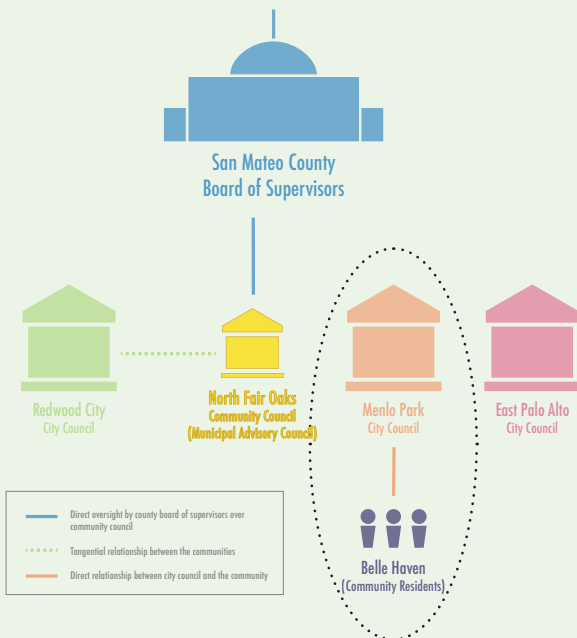 San Mateo County
Board of Supervisors
Redwood City
City Council
North Fair Oaks
Community Council
(Municipal Advisory Council)
Menlo Park
City Council
East Palo Alto
City Council
Direct oversight by county board of supervisors over
community council
Tangential relationship between the communities
Direct relationship between city council and the community
Belle Haven
(Community Residents)